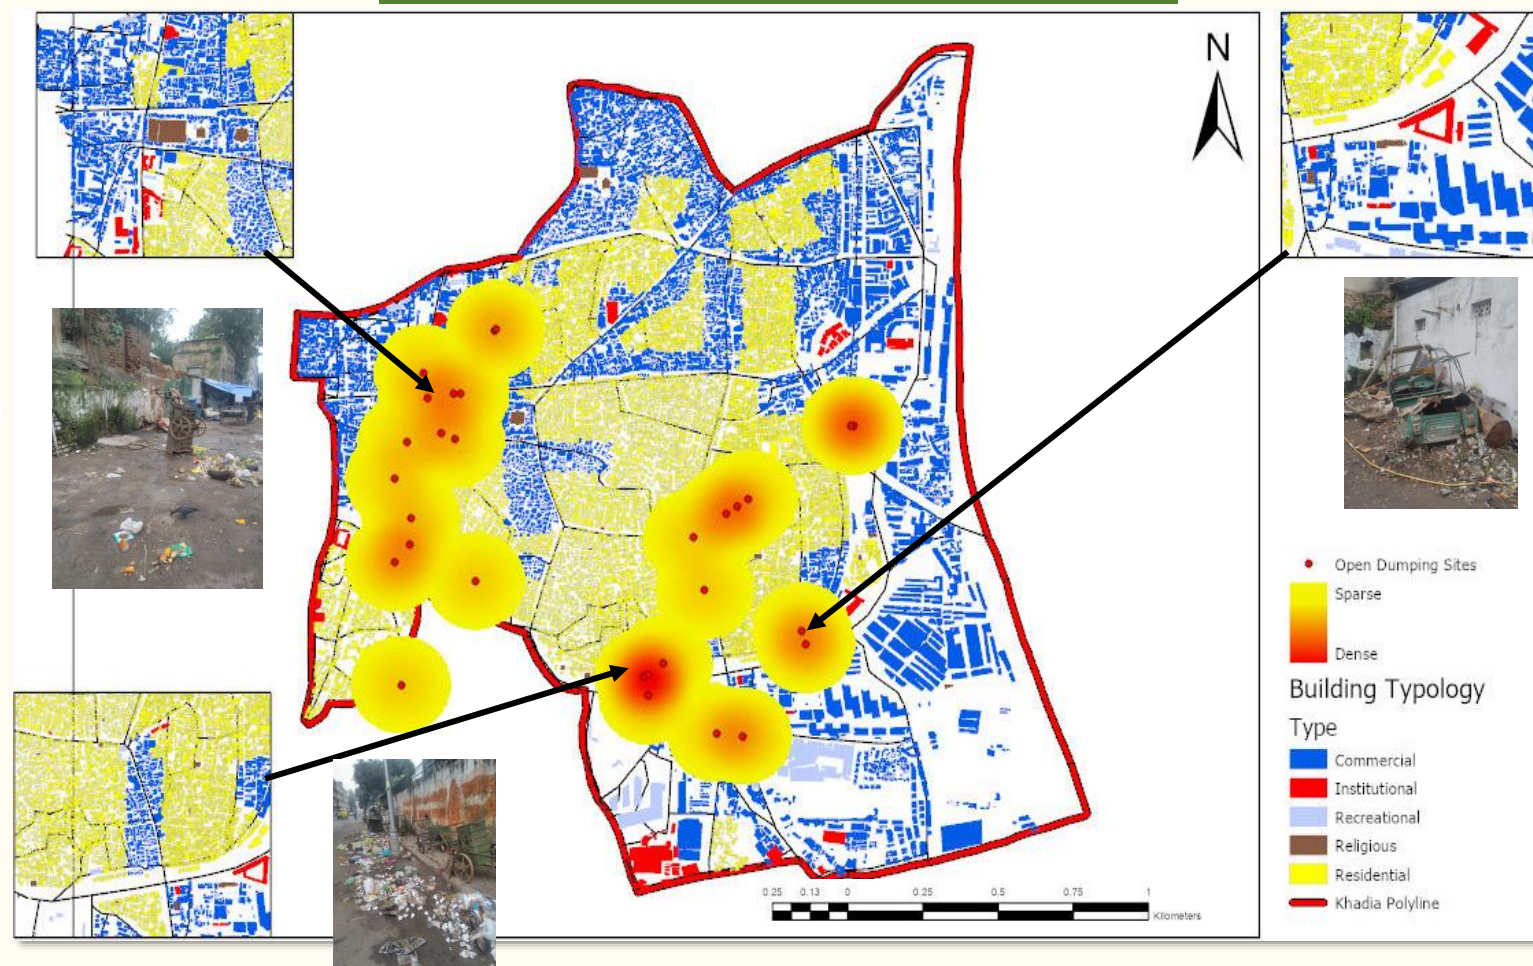 N
Open Dumping Sites
Sparse
Dense
Building Typology
Type
Commercial
Institutional
Recreational
Religious
Residential
Khadia Polyline
0.25 0.13 0 0.25 0.5 0.75 1
Kilometers